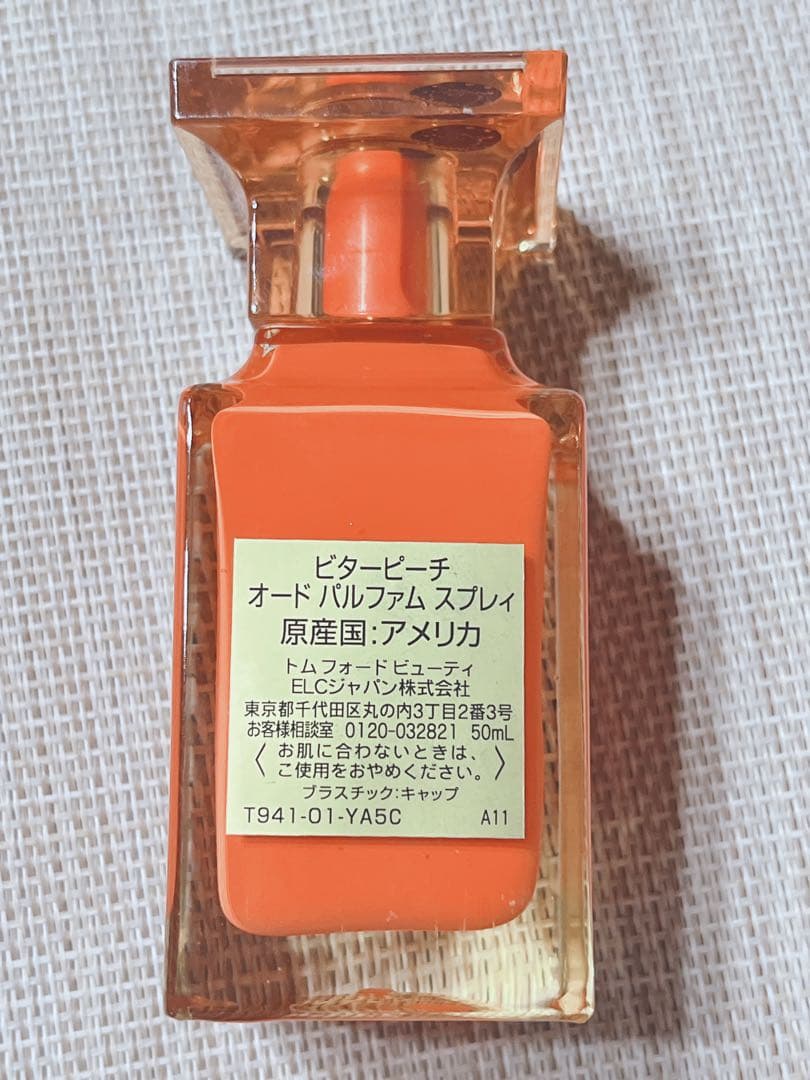 ビターピーチ
オード パルファム スプレィ
原産国:アメリカ
トム フォード ビューティ
ELCジャパン株式会社
東京都千代田区丸の内3丁目2番3号
お客様相談室 0120-032821 50mL
〈お肌に合わないときは、
ご使用をおやめください。〉
プラスチック:キャップ
T941-01-YA5C A11